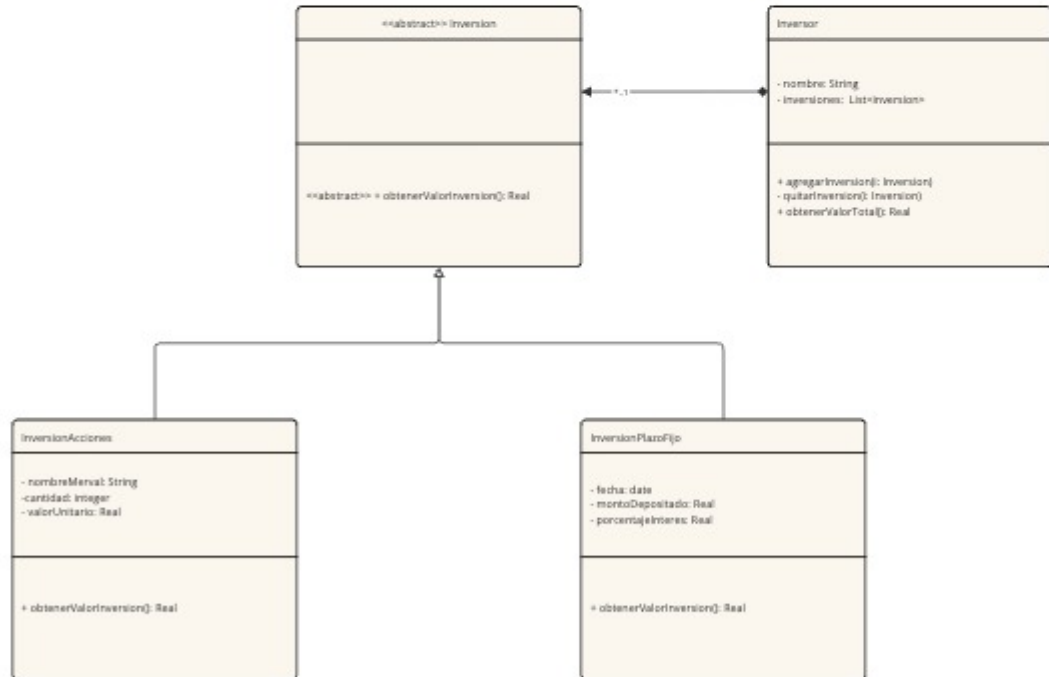 <<abstract>> Inversion
<<abstract>> + obtenerValorInversion(): Real
Inversor
- nombre: String
- inversiones: List<Inversion>
+ agregarInversion(i: Inversion)
- quitarInversion(): Inversion)
+ obtenerValorTotal(): Real
*..1
InversionAcciones
- nombreMerval: String
-cantidad: integer
- valorUnitario: Real
+ obtenerValorInversion(): Real
InversionPlazoFijo
- fecha: date
- montoDepositado: Real
- porcentajeInteres: Real
+ obtenerValorInversion(): Real